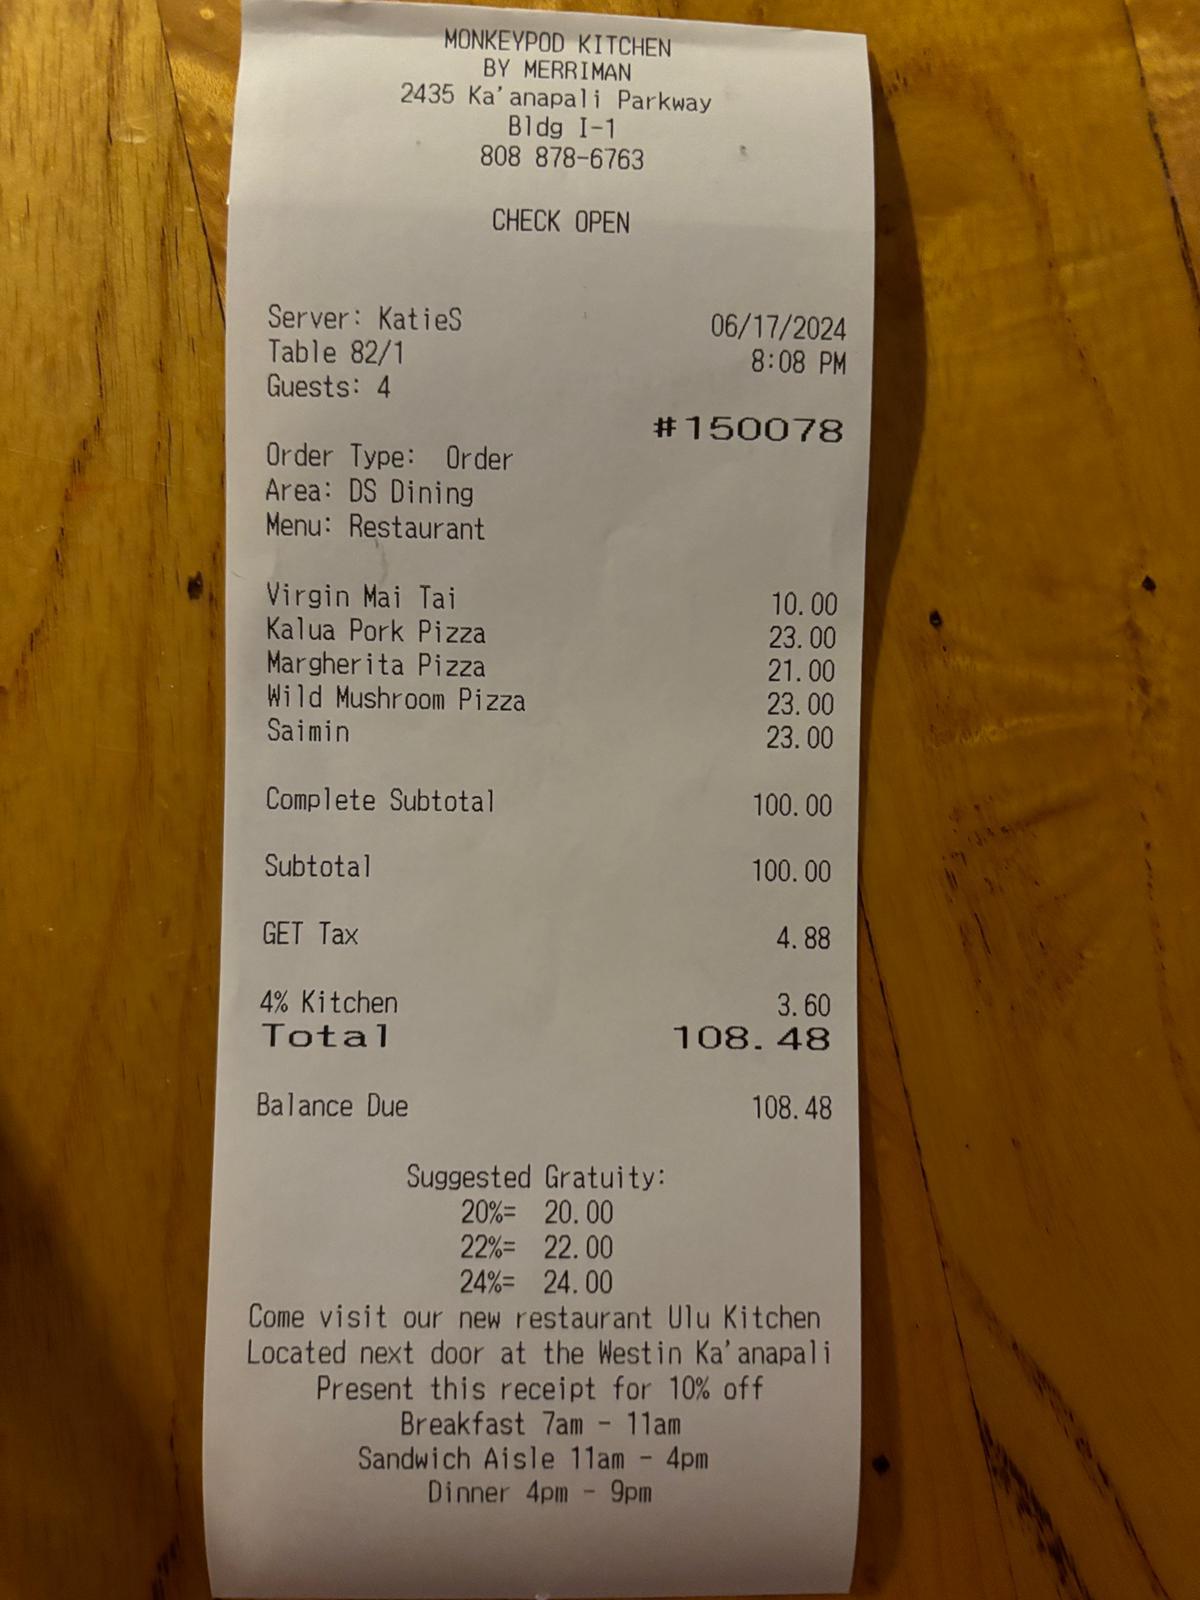 MONKEYPOD KITCHEN
BY MERRIMAN
2435 Ka'anapali Parkway
Bldg I-1
808 878-6763
CHECK OPEN
Server: KatieS 06/17/2024
Table 82/1 8:08 PM
Guests: 4
#150078
Order Type: Order
Area: DS Dining
Menu: Restaurant
Virgin Mai Tai 10.00
Kalua Pork Pizza 23.00
Margherita Pizza 21.00
Wild Mushroom Pizza 23.00
Saimin 23.00
Complete Subtotal 100.00
Subtotal 100.00
GET Tax 4.88
4% Kitchen 3.60
Total 108.48
Balance Due 108.48
Suggested Gratuity:
20%= 20.00
22%= 22.00
24%= 24.00
Come visit our new restaurant Ulu Kitchen
Located next door at the Westin Ka'anapali
Present this receipt for 10% off
Breakfast 7am - 11am
Sandwich Aisle 11am - 4pm
Dinner 4pm - 9pm